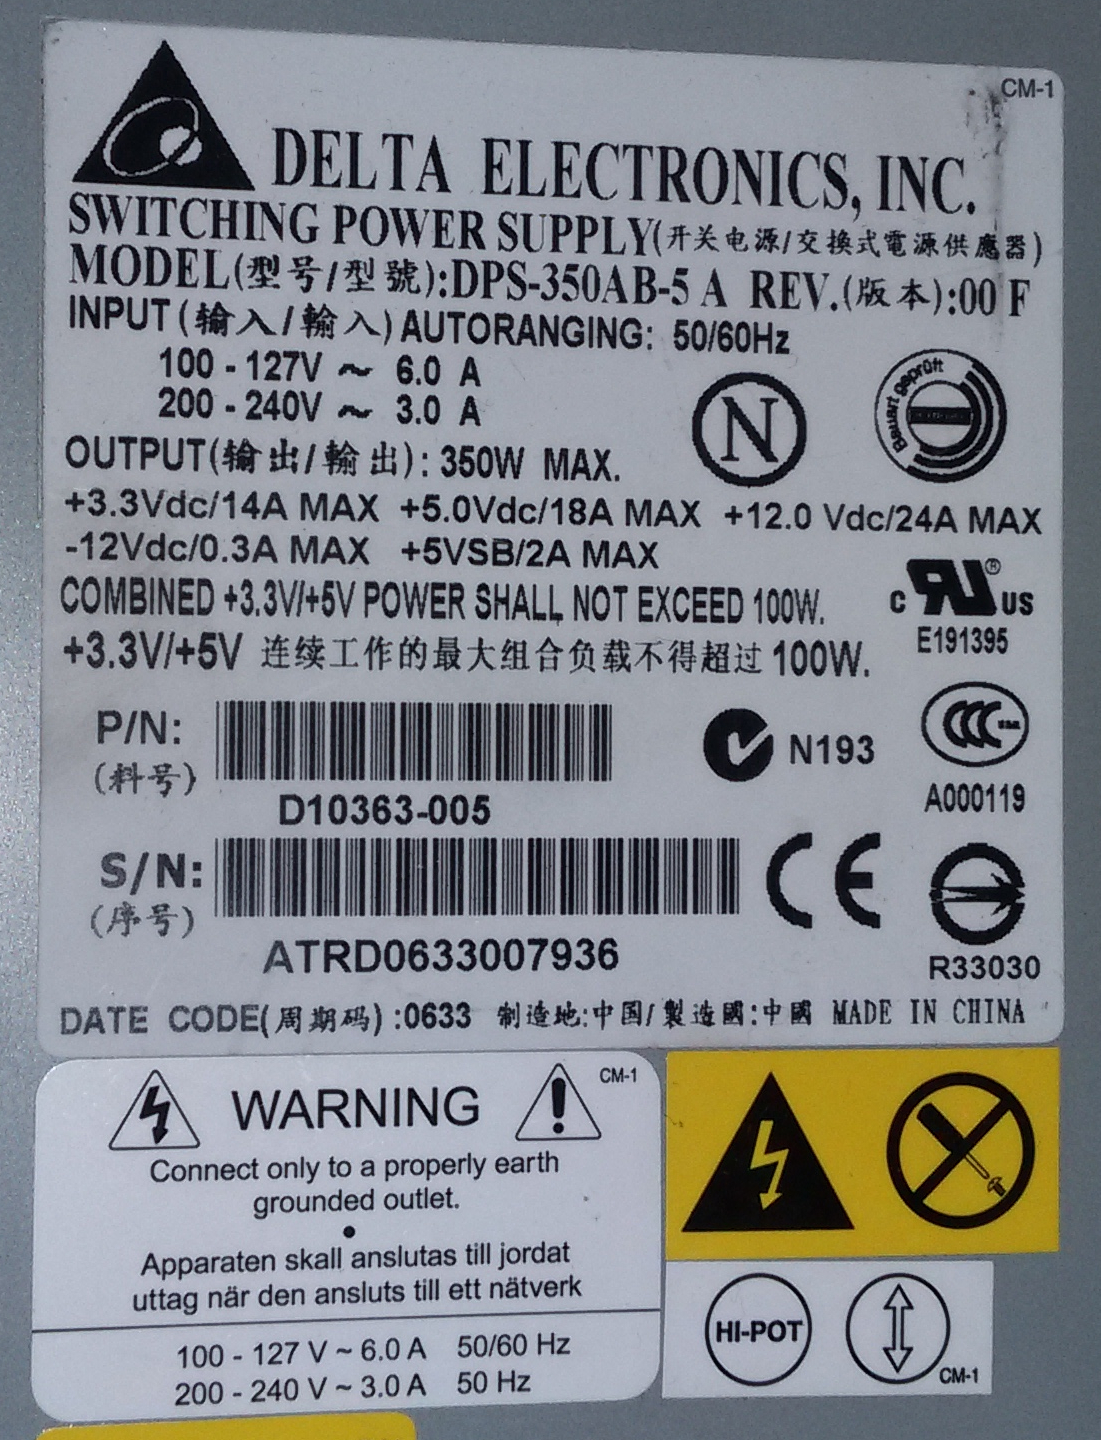 CM-1
DELTA ELECTRONICS, INC.
SWITCHING POWER SUPPLY(开关电源/交換式電源供應器)
MODEL(型号/型號):DPS-350AB-5 A REV.(版本):00 F
INPUT(输入/輸入)AUTORANGING: 50/60Hz
100 - 127V ~ 6.0 A
200 - 240V ~ 3.0 A
N
Bauart geprüft
OUTPUT(输出/輸出): 350W MAX.
+3.3Vdc/14A MAX +5.0Vdc/18A MAX +12.0 Vdc/24A MAX
-12Vdc/0.3A MAX +5VSB/2A MAX
COMBINED +3.3V/+5V POWER SHALL NOT EXCEED 100W.
c RU ® US
E191395
+3.3V/+5V 连续工作的最大组合负载不得超过 100W.
P/N:
(料号)
D10363-005
N193
CCC
A000119
S/N:
(序号)
ATRD0633007936
CE
R33030
DATE CODE(周期码):0633 制造地:中国/製造國:中國 MADE IN CHINA
WARNING
CM-1
Connect only to a properly earth
grounded outlet.
•
Apparaten skall anslutas till jordat
uttag när den ansluts till ett nätverk
100 - 127 V ~ 6.0 A 50/60 Hz
200 - 240 V ~ 3.0 A 50 Hz
HI-POT
CM-1